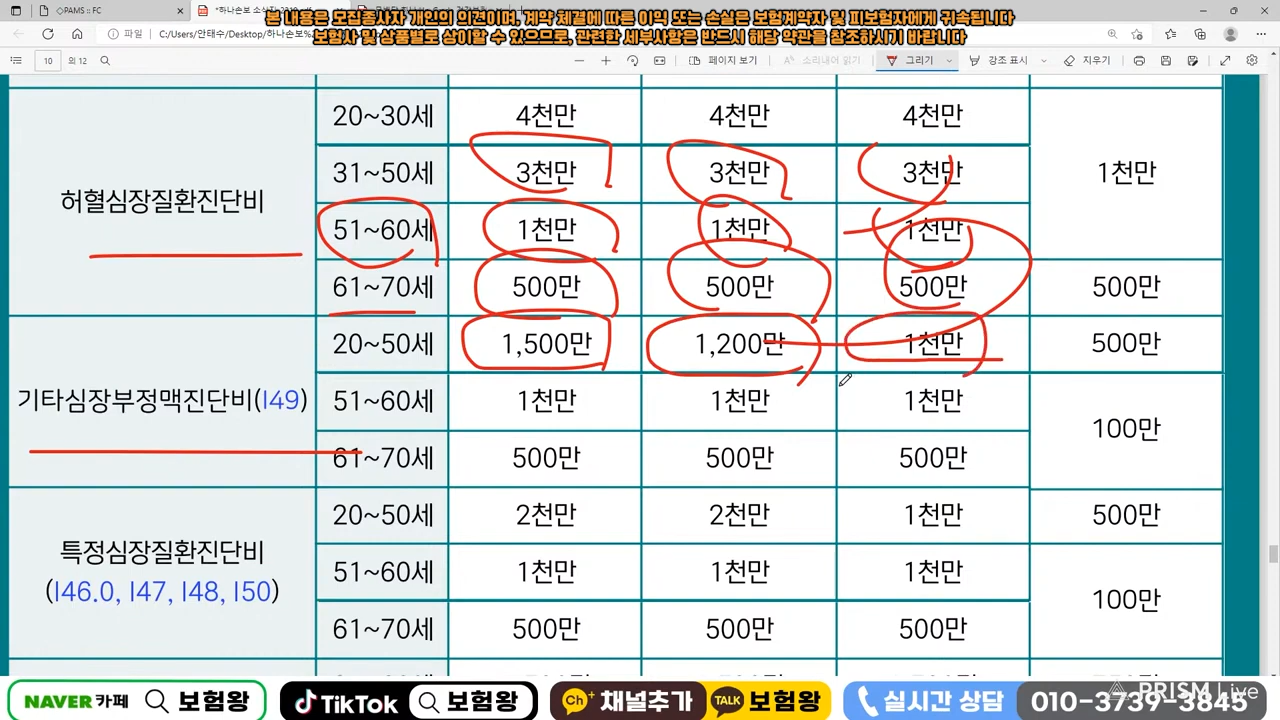 ◇PAMS :: FC
본 내용은 모집종사자 개인의 의견이며, 계약 체결에 따른 이익 또는 손실은 보험계약자 및 피보험자에게 귀속됩니다
보험사 및 상품별로 상이할 수 있으므로, 관련한 세부사항은 반드시 해당 약관을 참조하시기 바랍니다
파일 C:/Users/안태수/Desktop/하나손보%
10 의 12 페이지 보기 소리내어 읽기 그리기 강조 표시 지우기
허혈심장질환진단비
20~30세 4천만 4천만 4천만
31~50세 3천만 3천만 3천만 1천만
51~60세 1천만 1천만 1천만
61~70세 500만 500만 500만 500만
기타심장부정맥진단비(I49)
20~50세 1,500만 1,200만 1천만 500만
51~60세 1천만 1천만 1천만 100만
61~70세 500만 500만 500만
특정심장질환진단비
(I46.0, I47, I48, I50)
20~50세 2천만 2천만 1천만 500만
51~60세 1천만 1천만 1천만 100만
61~70세 500만 500만 500만
NAVER 카페 보험왕 TikTok 보험왕 Ch+ 채널추가 TALK 보험왕 실시간 상담 010-3739-3845
PRISM Live